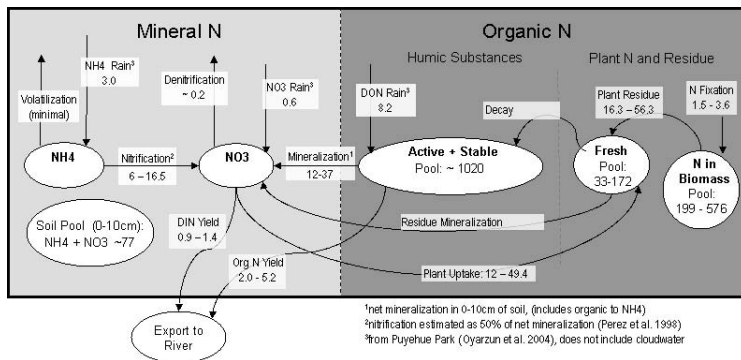 Mineral N
Organic N
Humic Substances
Plant N and Residue
NH4 Rain³
3.0
Denitrification
~ 0.2
NO3 Rain³
0.6
DON Rain³
8.2
Plant Residue
16.3 – 56.3
N Fixation
1.5 - 3.6
Volatilization
(minimal)
Decay
NH4
Nitrification²
6 – 16.5
NO3
Mineralization¹
12-37
Active + Stable
Pool: ~ 1020
Fresh
Pool:
33-172
N in
Biomass
Pool:
199 - 576
Soil Pool (0-10cm):
NH4 + NO3 ~77
DIN Yield
0.9 – 1.4
Residue Mineralization
Org N Yield
2.0 - 5.2
Plant Uptake: 12 – 49.4
Export to
River
¹net mineralization in 0-10cm of soil, (includes organic to NH4)
²nitrification estimated as 50% of net mineralization (Perez et al. 1998)
³from Puyehue Park (Oyarzun et al. 2004), does not include cloudwater